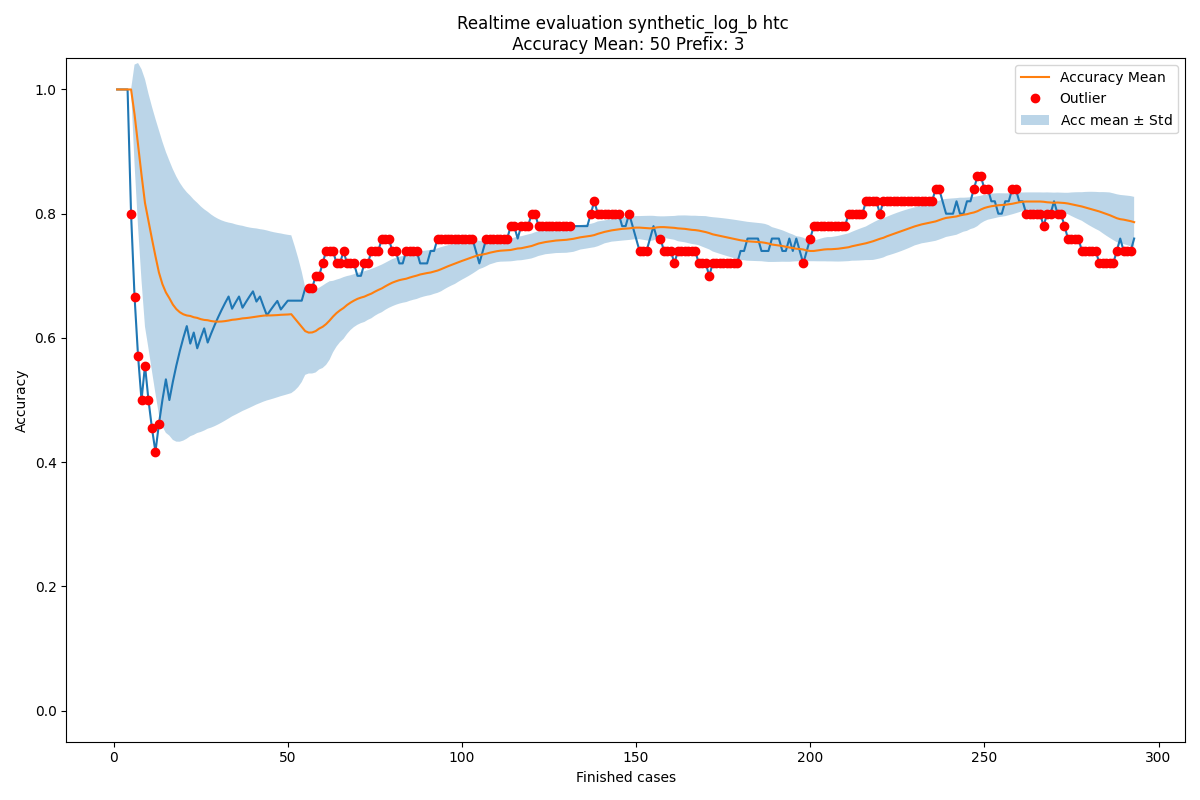 Realtime evaluation synthetic_log_b htc
Accuracy Mean: 50 Prefix: 3
Accuracy Mean
Outlier
Acc mean ± Std
1.0
0.8
0.6
0.4
0.2
0.0
Accuracy
0 50 100 150 200 250 300
Finished cases